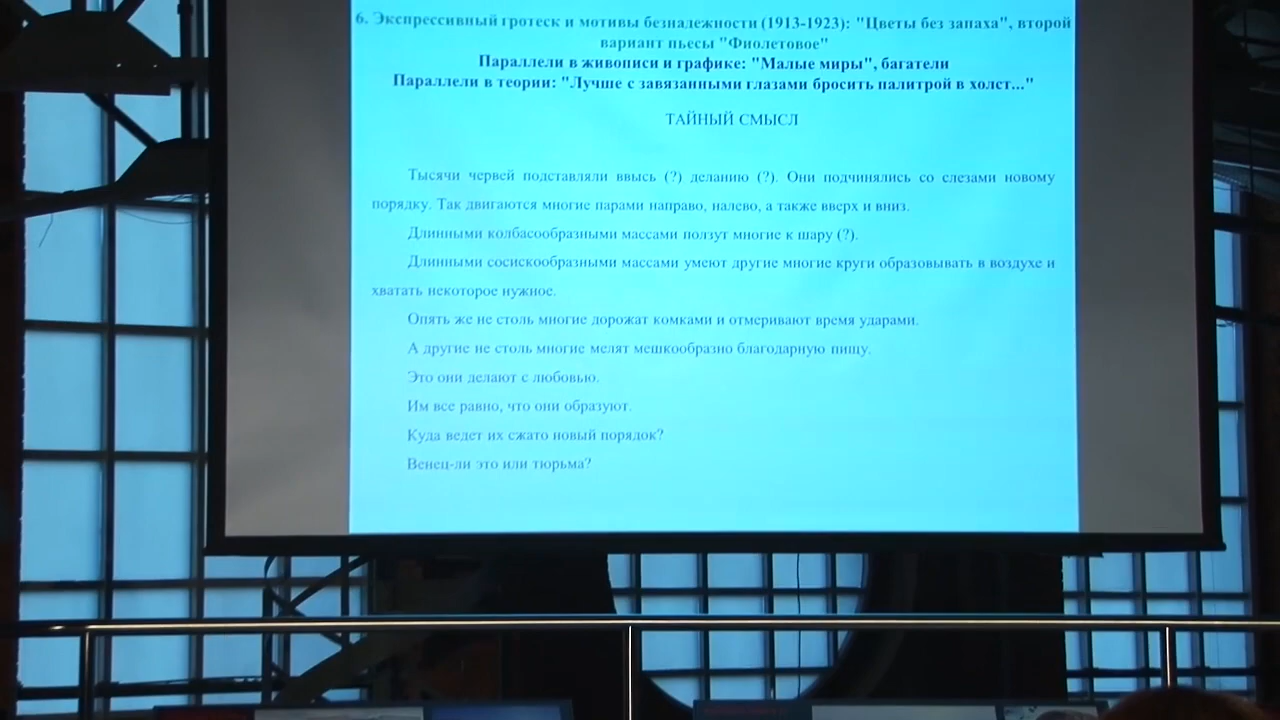 6. Экспрессивный гротеск и мотивы безнадежности (1913-1923): "Цветы без запаха", второй
вариант пьесы "Фиолетовое"
Параллели в живописи и графике: "Малые миры", багатели
Параллели в теории: "Лучше с завязанными глазами бросить палитрой в холст..."
ТАЙНЫЙ СМЫСЛ
Тысячи червей подставляли ввысь (?) деланию (?). Они подчинялись со слезами новому
порядку. Так двигаются многие парами направо, налево, а также вверх и вниз.
Длинными колбасообразными массами ползут многие к шару (?).
Длинными сосискообразными массами умеют другие многие круги образовывать в воздухе и
хватать некоторое нужное.
Опять же не столь многие дорожат комками и отмеривают время ударами.
А другие не столь многие мелят мешкообразно благодарную пищу.
Это они делают с любовью.
Им все равно, что они образуют.
Куда ведет их сжато новый порядок?
Венец-ли это или тюрьма?